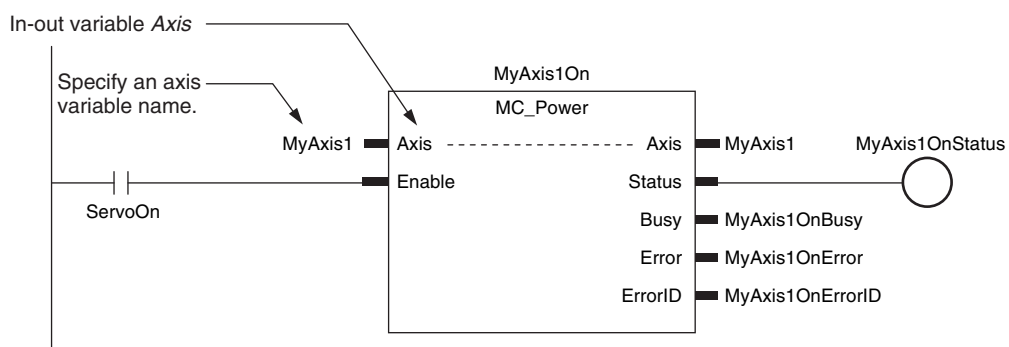 In-out variable Axis
Specify an axis
variable name.
MyAxis1On
MC_Power
MyAxis1 Axis Axis MyAxis1 MyAxis1OnStatus
Enable Status
ServoOn
Busy MyAxis1OnBusy
Error MyAxis1OnError
ErrorID MyAxis1OnErrorID